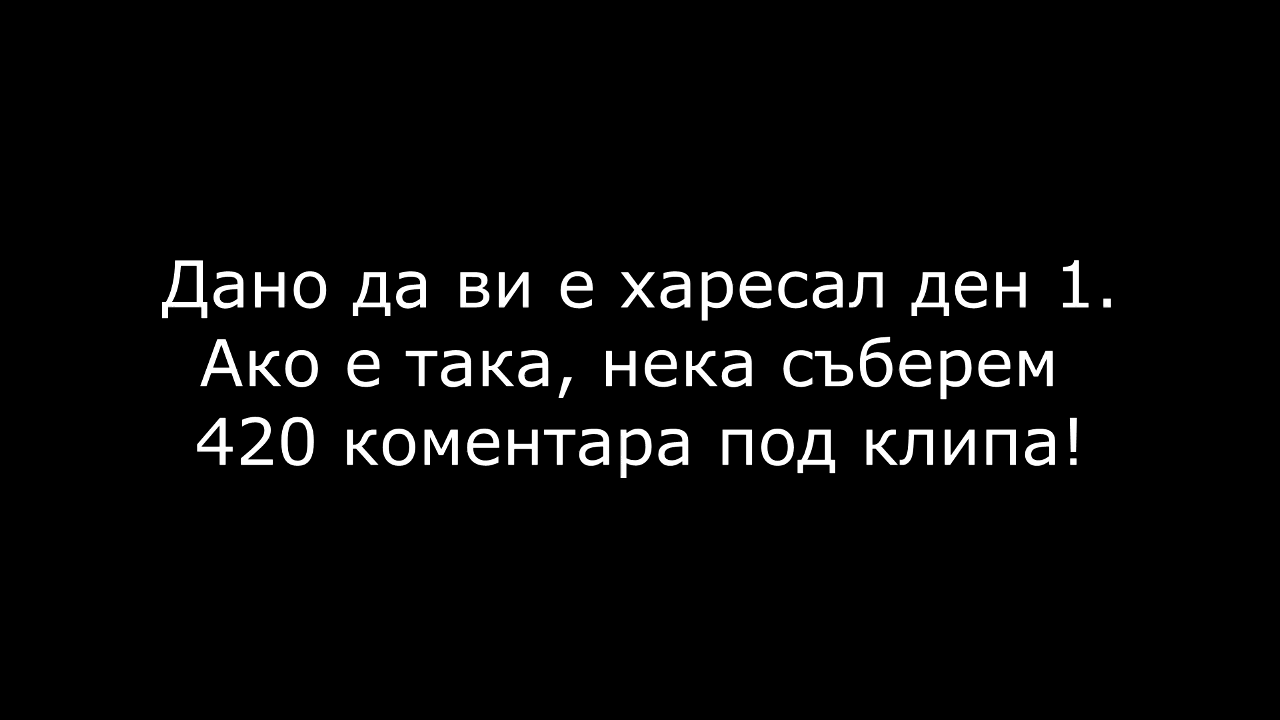 Дано да ви е харесал ден 1.
Ако е така, нека съберем
420 коментара под клипа!